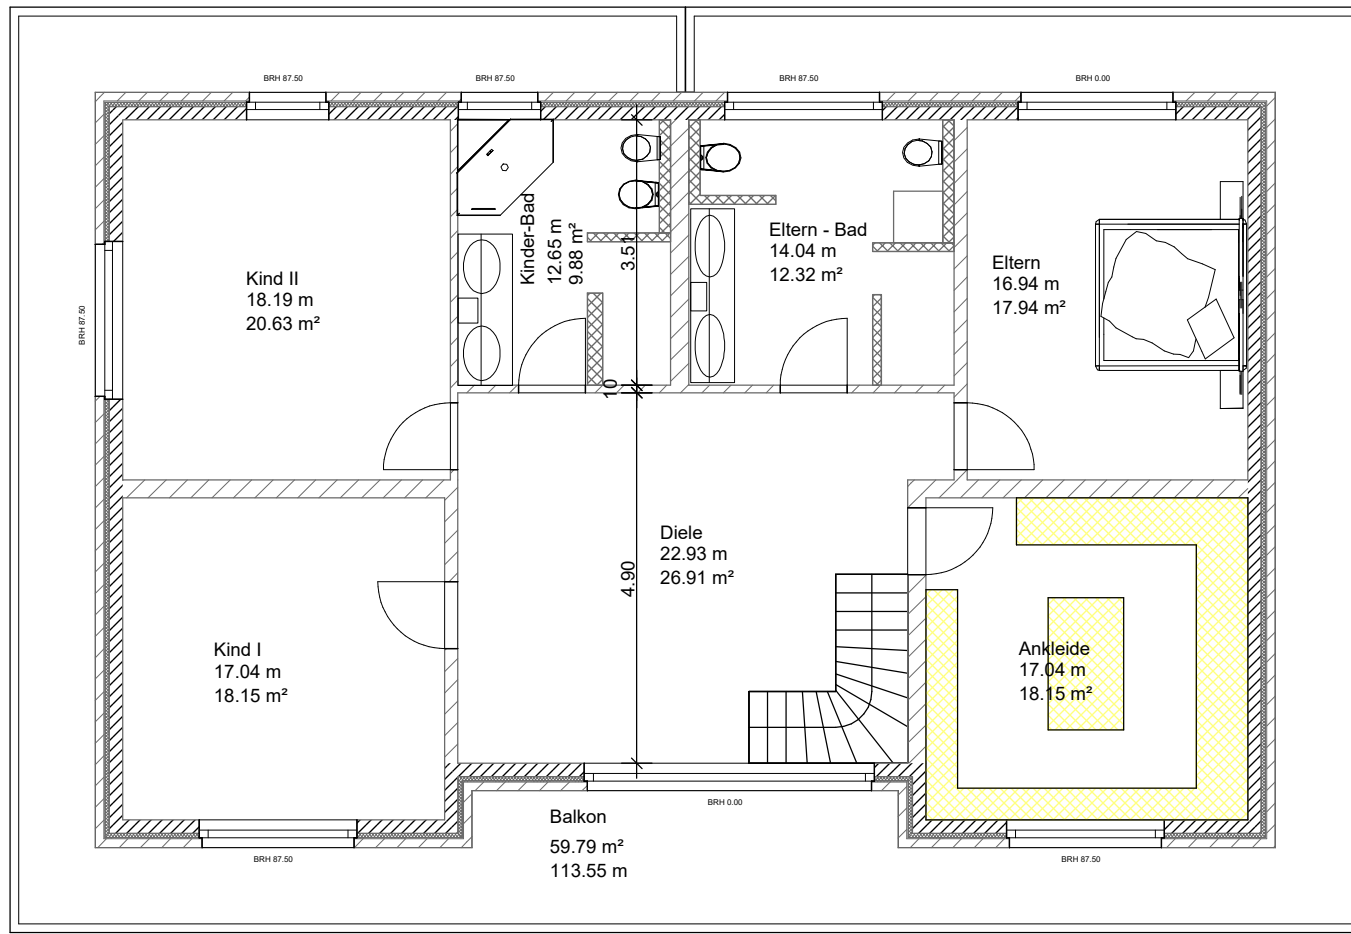 BRH 87.50
BRH 87.50
BRH 87.50
BRH 0.00
Kinder-Bad
12.65 m
9.88 m²
3.51
Eltern - Bad
14.04 m
12.32 m²
Eltern
16.94 m
17.94 m²
Kind II
18.19 m
20.63 m²
BRH 87.50
10
Diele
22.93 m
26.91 m²
4.90
Kind I
17.04 m
18.15 m²
Ankleide
17.04 m
18.15 m²
BRH 0.00
Balkon
59.79 m²
113.55 m
BRH 87.50
BRH 87.50